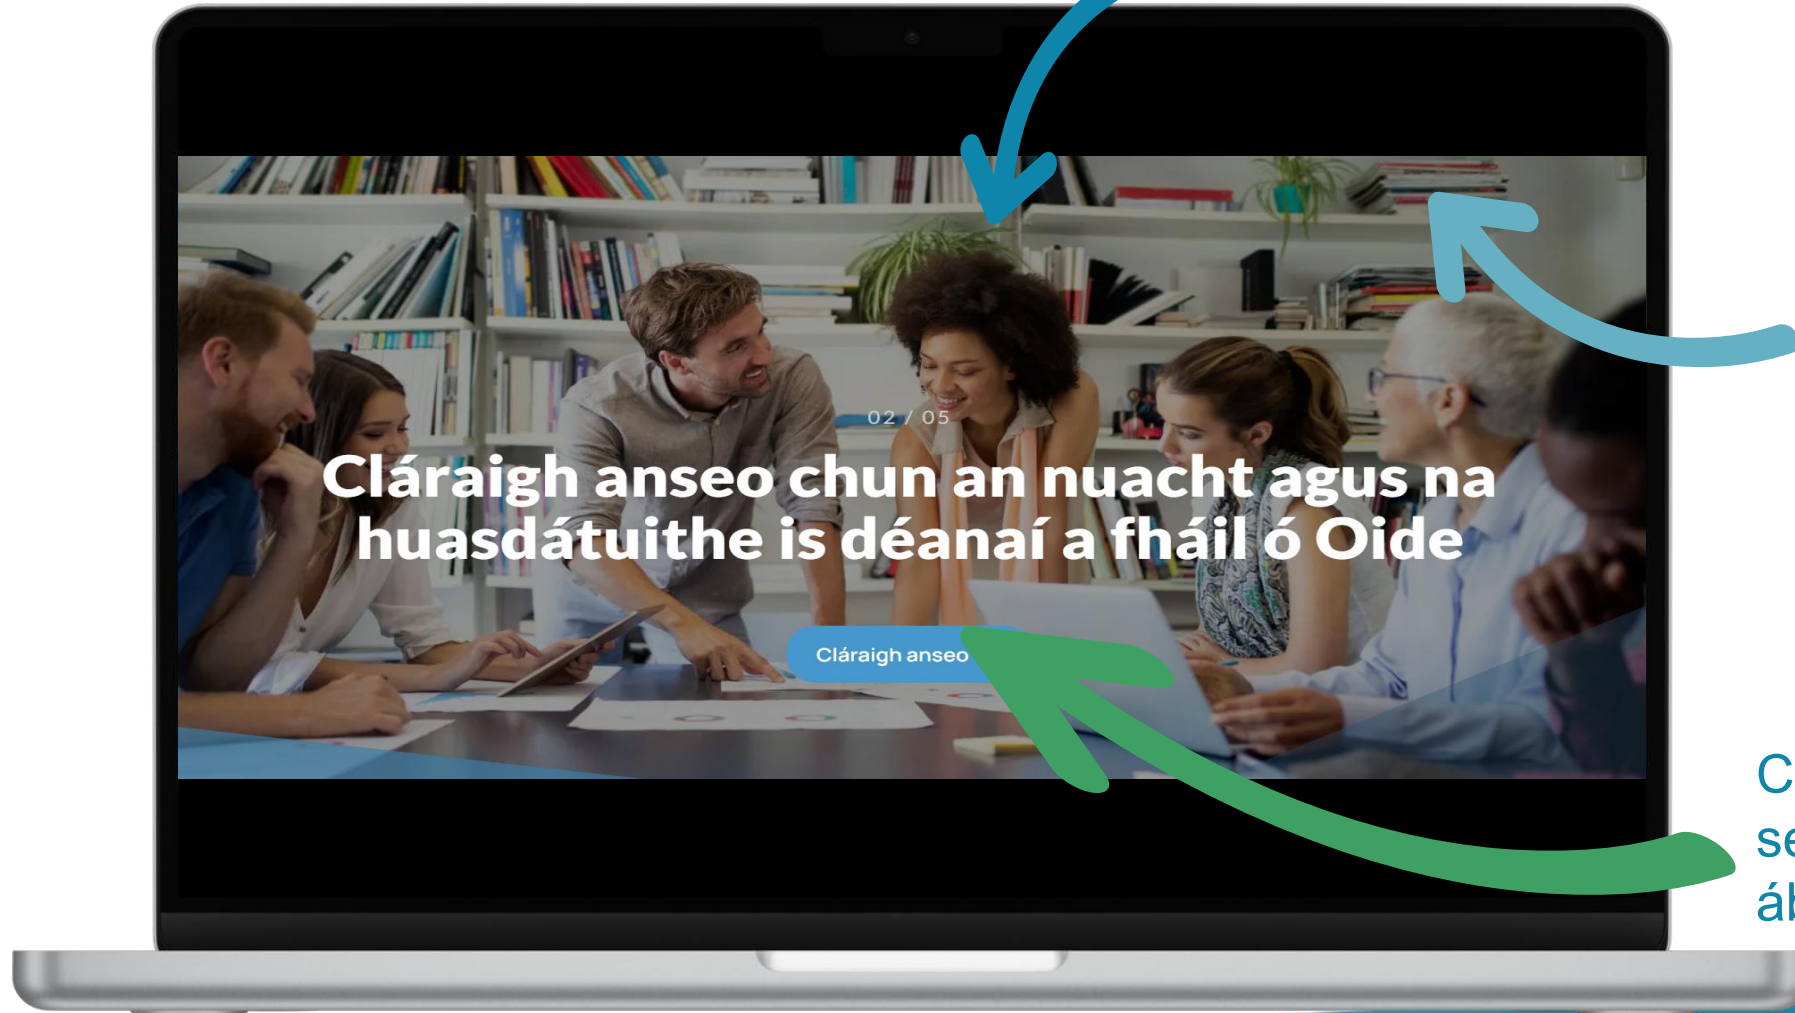 02 / 05
Cláraigh anseo chun an nuacht agus na
huasdátuithe is déanaí a fháil ó Oide
Cláraigh anseo